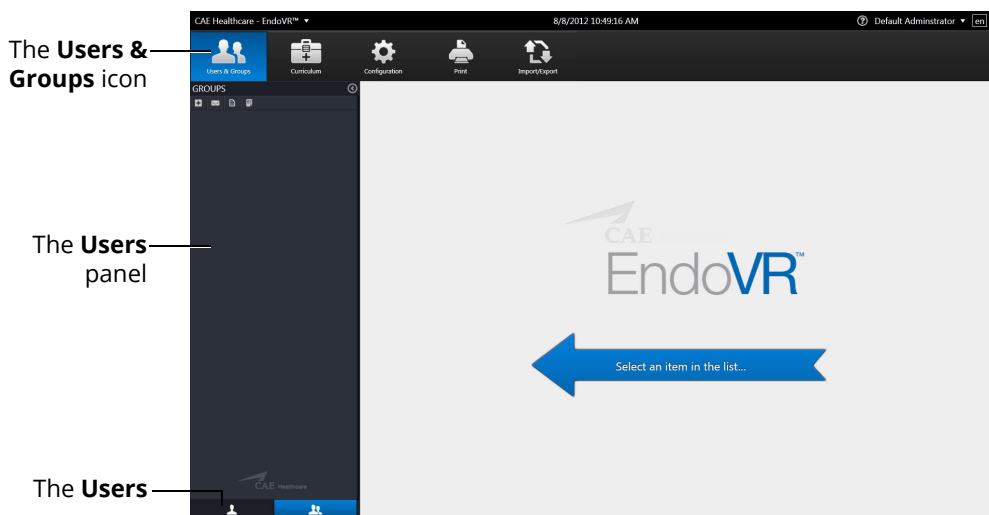 CAE Healthcare - EndoVR™ ▾
8/8/2012 10:49:16 AM
? Default Adminstrator ▾ en
The Users &
Groups icon
Users & Groups
Curriculum
Configuration
Print
Import/Export
GROUPS
The Users
panel
CAE
EndoVR™
Select an item in the list...
CAE Healthcare
The Users